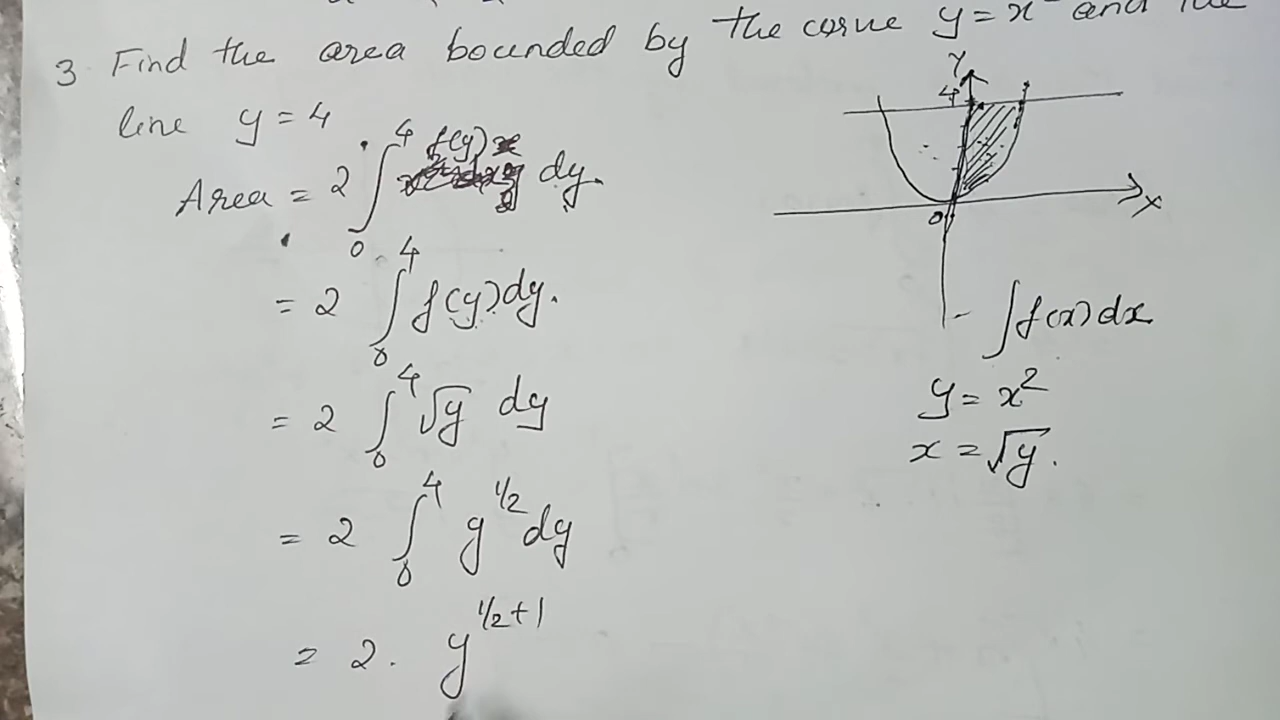 3. Find the area bounded by the curve y = x² and the
line y = 4
Area = 2 ∫₀⁴ f(y) dy.
= 2 ∫₀⁴ f(y) dy.
= 2 ∫₀⁴ √y dy
= 2 ∫₀⁴ y^1/2 dy
= 2. y^1/2+1
Y
4
0
X
∫ f(x) dx
y = x²
x = √y.